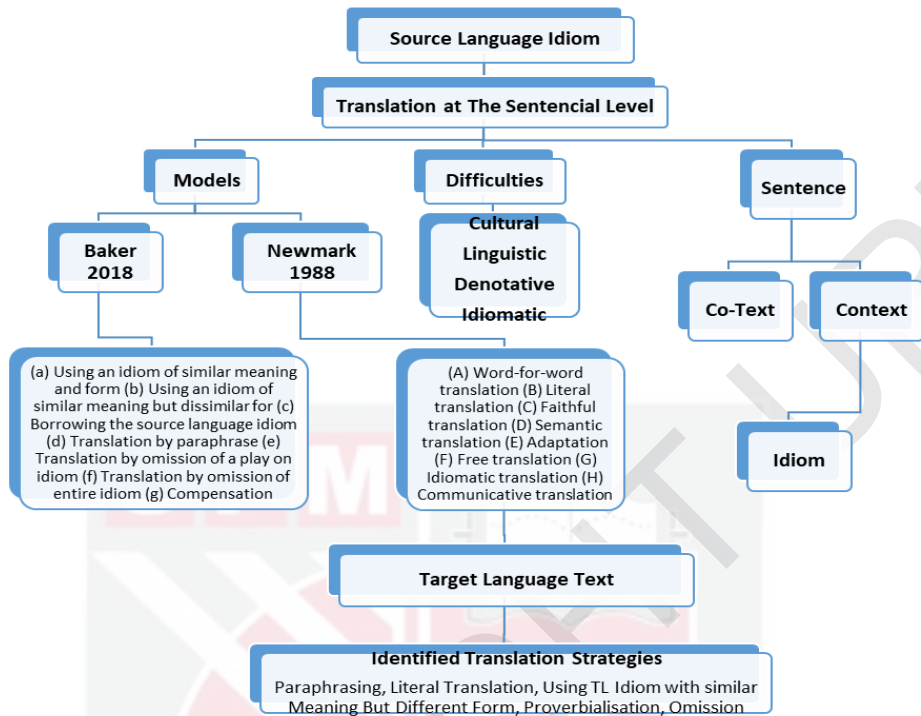 Source Language Idiom
Translation at The Sentencial Level
Models
Difficulties
Sentence
Baker
2018
Newmark
1988
Cultural
Linguistic
Denotative
Idiomatic
Co-Text
Context
(a) Using an idiom of similar meaning
and form (b) Using an idiom of
similar meaning but dissimilar for (c)
Borrowing the source language idiom
(d) Translation by paraphrase (e)
Translation by omission of a play on
idiom (f) Translation by omission of
entire idiom (g) Compensation
(A) Word-for-word
translation (B) Literal
translation (C) Faithful
translation (D) Semantic
translation (E) Adaptation
(F) Free translation (G)
Idiomatic translation (H)
Communicative translation
Idiom
Target Language Text
Identified Translation Strategies
Paraphrasing, Literal Translation, Using TL Idiom with similar
Meaning But Different Form, Proverbialisation, Omission